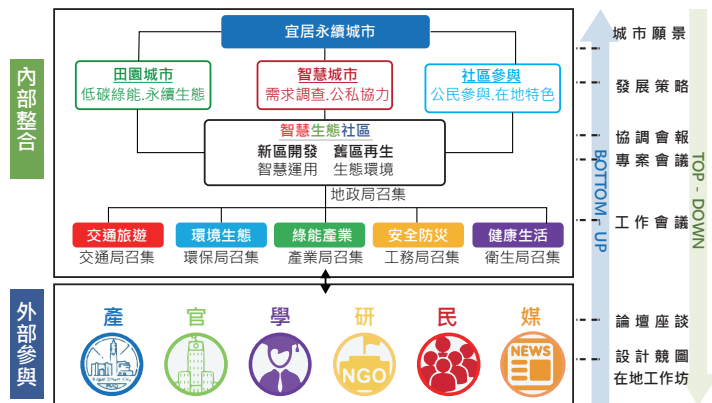 宜居永續城市
城市願景
內部整合
田園城市
低碳綠能.永續生態
智慧城市
需求調查.公私協力
社區參與
公民參與.在地特色
發展策略
智慧生態社區
新區開發 舊區再生
智慧運用 生態環境
協調會報
專案會議
地政局召集
BOTTOM-UP
TOP - DOWN
工作會議
交通旅遊
交通局召集
環境生態
環保局召集
綠能產業
產業局召集
安全防災
工務局召集
健康生活
衛生局召集
外部參與
產
官
學
研
民
媒
NGO
NEWS
論壇座談
設計競圖
在地工作坊